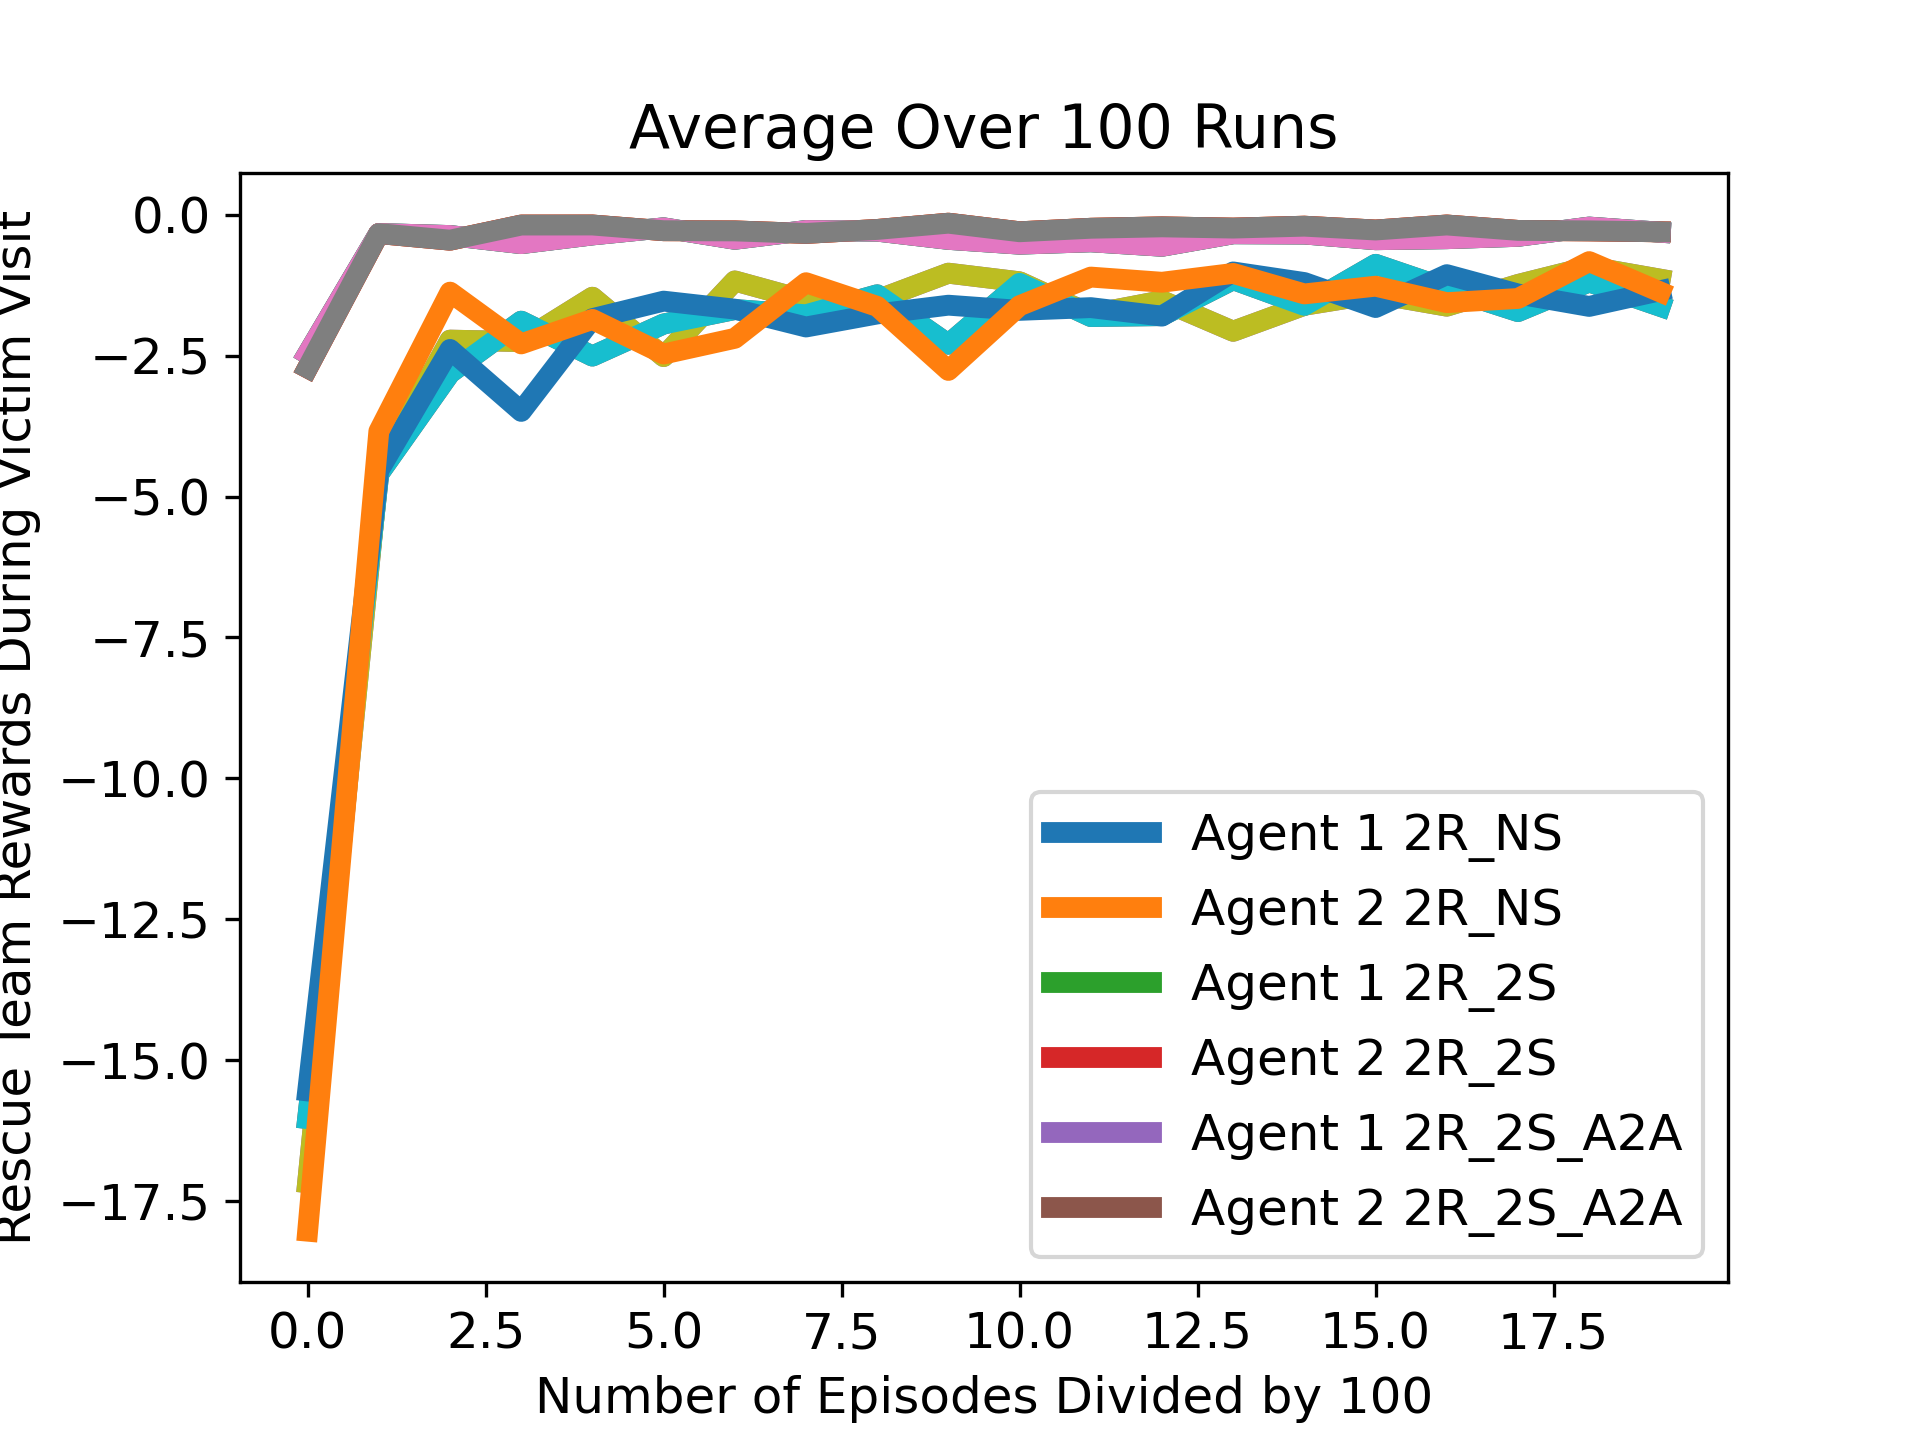 Average Over 100 Runs
Rescue Team Rewards During Victim Visit
0.0
−2.5
−5.0
−7.5
−10.0
−12.5
−15.0
−17.5
Agent 1 2R_NS
Agent 2 2R_NS
Agent 1 2R_2S
Agent 2 2R_2S
Agent 1 2R_2S_A2A
Agent 2 2R_2S_A2A
0.0 2.5 5.0 7.5 10.0 12.5 15.0 17.5
Number of Episodes Divided by 100